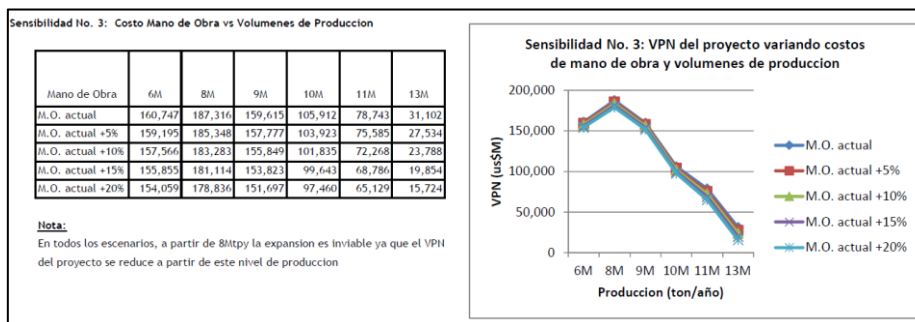 Sensibilidad No. 3: Costo Mano de Obra vs Volumenes de Produccion
Mano de Obra 6M 8M 9M 10M 11M 13M
M.O. actual 160,747 187,316 159,615 105,912 78,743 31,102
M.O. actual +5% 159,195 185,348 157,777 103,923 75,585 27,534
M.O. actual +10% 157,566 183,283 155,849 101,835 72,268 23,788
M.O. actual +15% 155,855 181,114 153,823 99,643 68,786 19,854
M.O. actual +20% 154,059 178,836 151,697 97,460 65,129 15,724
Nota:
En todos los escenarios, a partir de 8Mtpy la expansion es inviable ya que el VPN
del proyecto se reduce a partir de este nivel de produccion
Sensibilidad No. 3: VPN del proyecto variando costos
de mano de obra y volumenes de produccion
VPN (us$M)
200,000
150,000
100,000
50,000
0
6M 8M 9M 10M 11M 13M
Produccion (ton/año)
M.O. actual
M.O. actual +5%
M.O. actual +10%
M.O. actual +15%
M.O. actual +20%